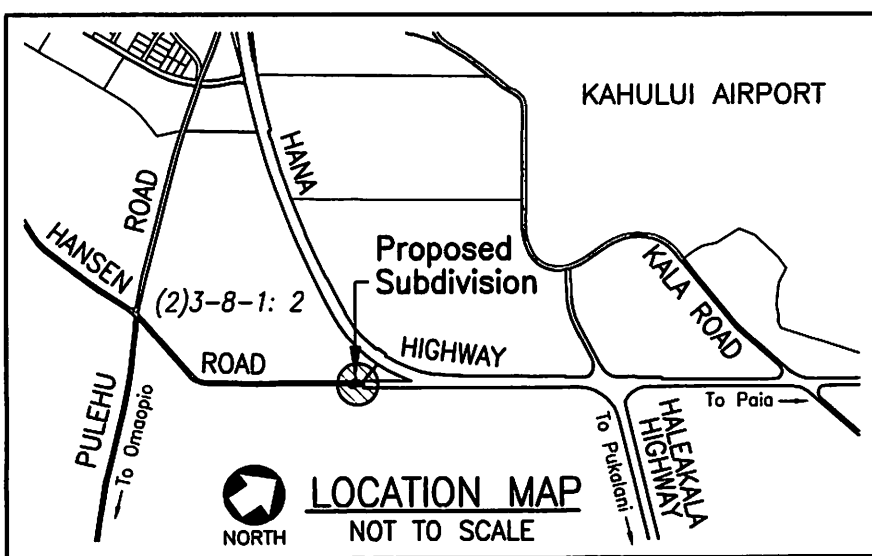 KAHULUI AIRPORT
HANA
ROAD
HANSEN
(2)3-8-1: 2
Proposed
Subdivision
KALA ROAD
ROAD
HIGHWAY
PULEHU
To Omaopio
To Paia
To Pukalani
HALEAKALA
HIGHWAY
NORTH
LOCATION MAP
NOT TO SCALE